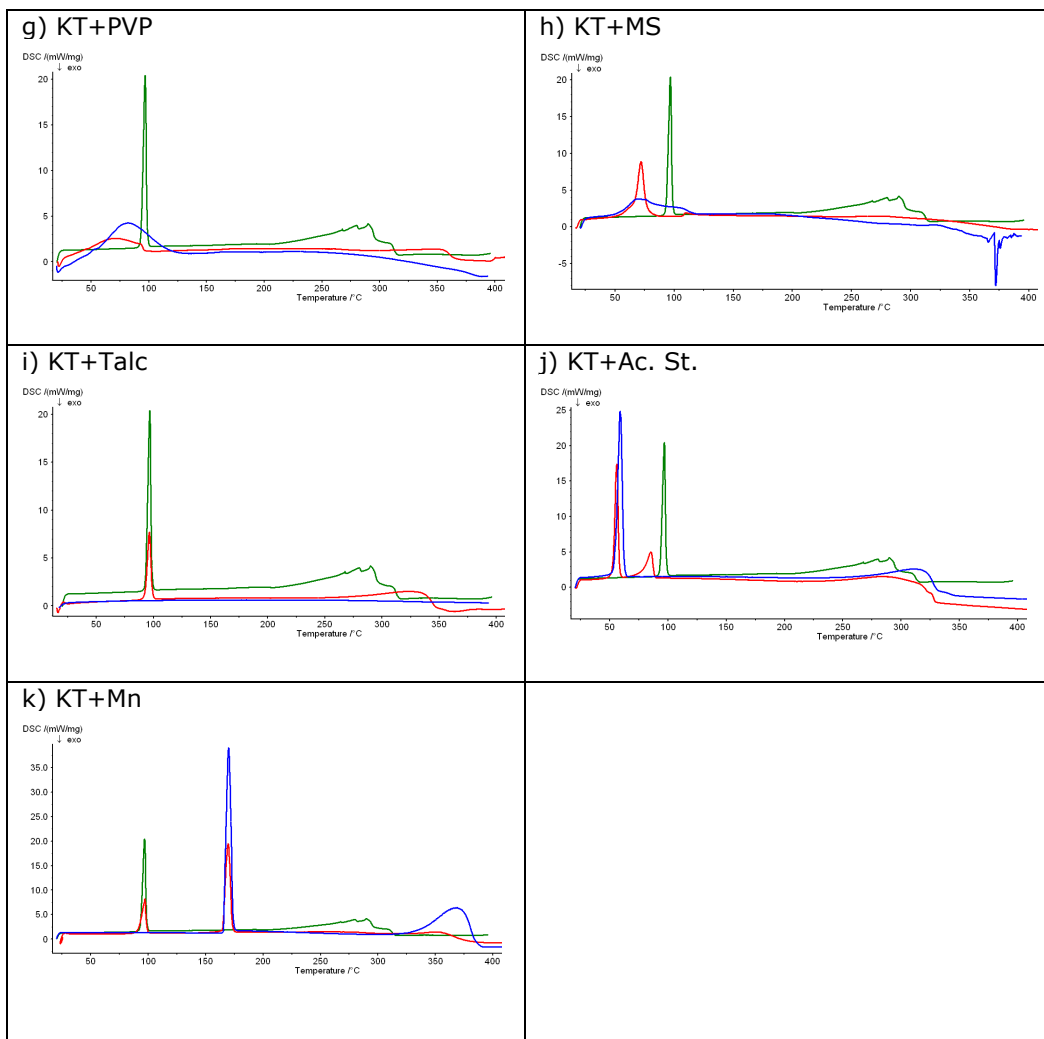 g) KT+PVP
DSC /(mW/mg)
↓ exo
20
15
10
5
0
50 100 150 200 250 300 350 400
Temperature /°C
h) KT+MS
DSC /(mW/mg)
↓ exo
20
15
10
5
0
-5
50 100 150 200 250 300 350 400
Temperature /°C
i) KT+Talc
DSC /(mW/mg)
↓ exo
20
15
10
5
0
50 100 150 200 250 300 350 400
Temperature /°C
j) KT+Ac. St.
DSC /(mW/mg)
↓ exo
25
20
15
10
5
0
50 100 150 200 250 300 350 400
Temperature /°C
k) KT+Mn
DSC /(mW/mg)
↓ exo
35.0
30.0
25.0
20.0
15.0
10.0
5.0
0
50 100 150 200 250 300 350 400
Temperature /°C